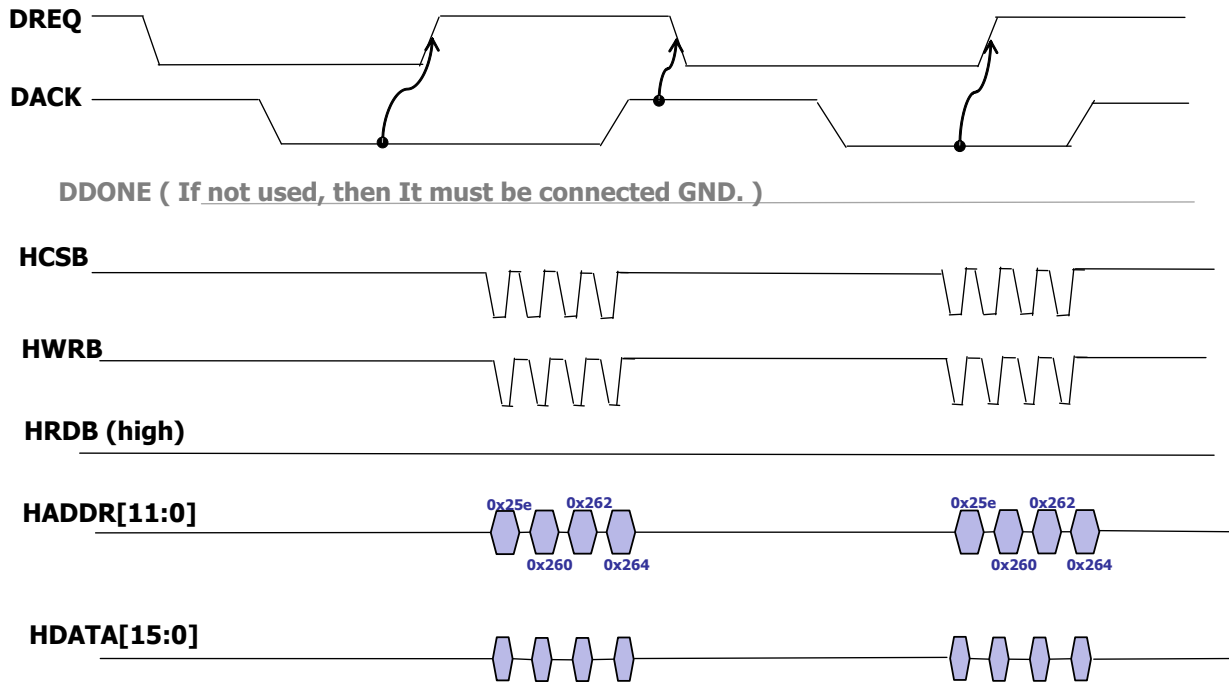 DREQ
DACK
DDONE ( If not used, then It must be connected GND. )
HCSB
HWRB
HRDB (high)
HADDR[11:0]
0x25e
0x262
0x25e
0x262
0x260
0x264
0x260
0x264
HDATA[15:0]